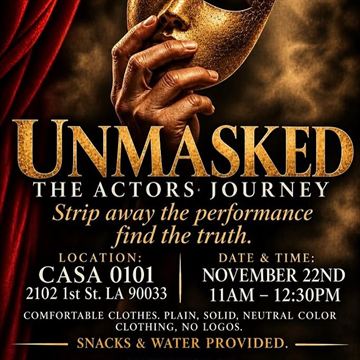 UNMASKED
THE ACTORS' JOURNEY
Strip away the performance
find the truth.
LOCATION:
CASA 0101
2102 1st St. LA 90033
DATE & TIME:
NOVEMBER 22ND
11AM – 12:30PM
COMFORTABLE CLOTHES. PLAIN, SOLID, NEUTRAL COLOR
CLOTHING, NO LOGOS.
SNACKS & WATER PROVIDED.